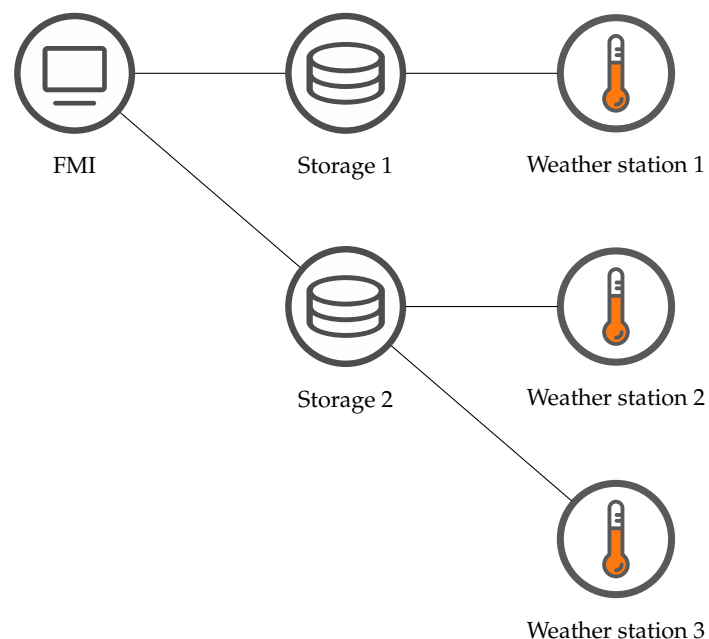 FMI
Storage 1
Weather station 1
Storage 2
Weather station 2
Weather station 3